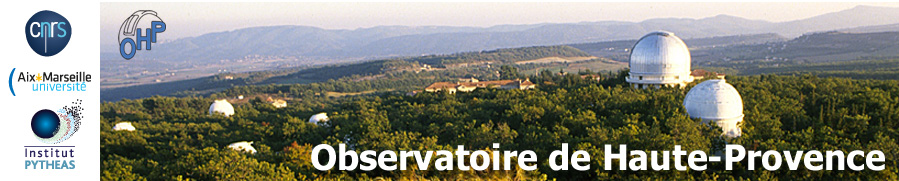 cnrs
Aix*Marseille
université
Institut
PYTHEAS
OHP
Observatoire de Haute-Provence